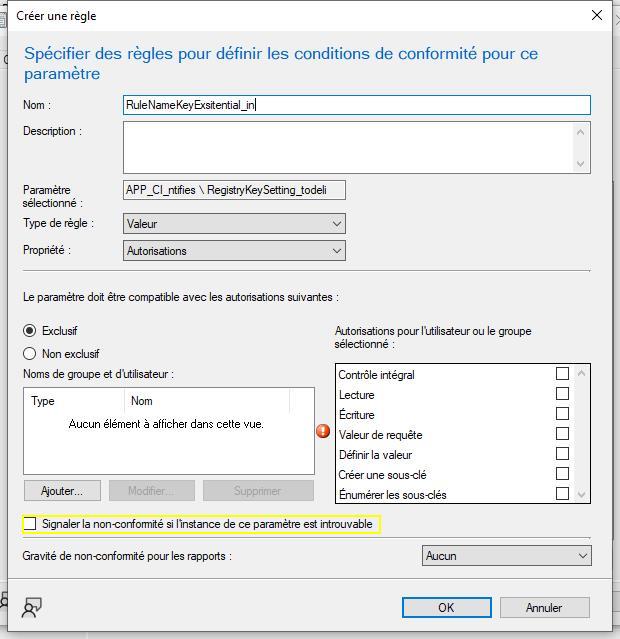 Créer une règle
Spécifier des règles pour définir les conditions de conformité pour ce
paramètre
Nom :
RuleNameKeyExsitential_in
Description :
Paramètre
sélectionné :
APP_CI_ntifies \ RegistryKeySetting_todeli
Type de règle :
Valeur
Propriété :
Autorisations
Le paramètre doit être compatible avec les autorisations suivantes :
Exclusif
Non exclusif
Noms de groupe et d'utilisateur :
Type Nom
Aucun élément à afficher dans cette vue.
Ajouter... Modifier... Supprimer
Autorisations pour l'utilisateur ou le groupe
sélectionné :
Contrôle intégral
Lecture
Écriture
Valeur de requête
Définir la valeur
Créer une sous-clé
Énumérer les sous-clés
Signaler la non-conformité si l'instance de ce paramètre est introuvable
Gravité de non-conformité pour les rapports :
Aucun
OK Annuler